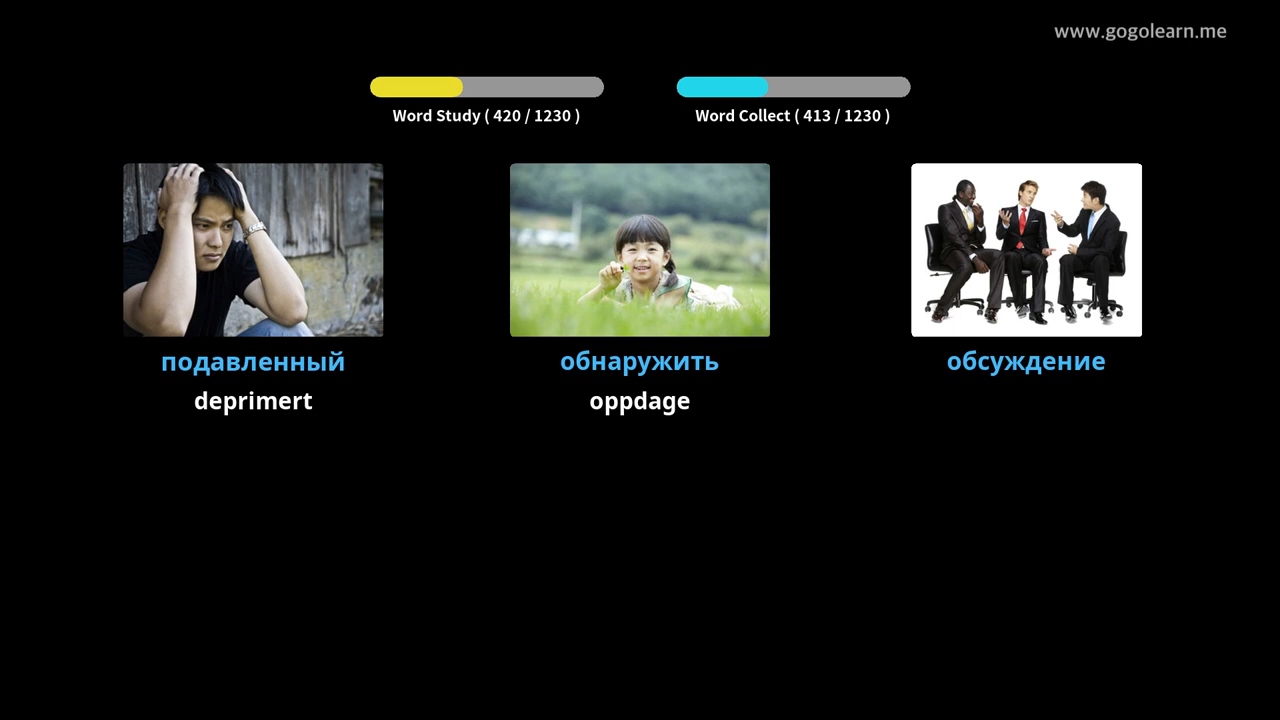 www.gogolearn.me
Word Study ( 420 / 1230 )
Word Collect ( 413 / 1230 )
подавленный
обнаружить
обсуждение
deprimert
oppdage